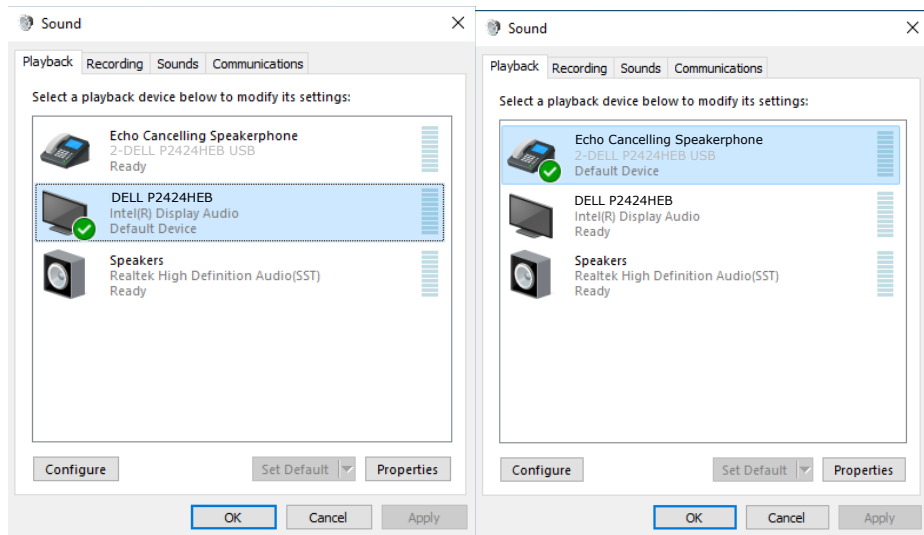 Sound
Playback Recording Sounds Communications
Select a playback device below to modify its settings:
Echo Cancelling Speakerphone
2-DELL P2424HEB USB
Ready
DELL P2424HEB
Intel(R) Display Audio
Default Device
Speakers
Realtek High Definition Audio(SST)
Ready
Configure Set Default Properties
OK Cancel Apply
Sound
Playback Recording Sounds Communications
Select a playback device below to modify its settings:
Echo Cancelling Speakerphone
2-DELL P2424HEB USB
Default Device
DELL P2424HEB
Intel(R) Display Audio
Ready
Speakers
Realtek High Definition Audio(SST)
Ready
Configure Set Default Properties
OK Cancel Apply